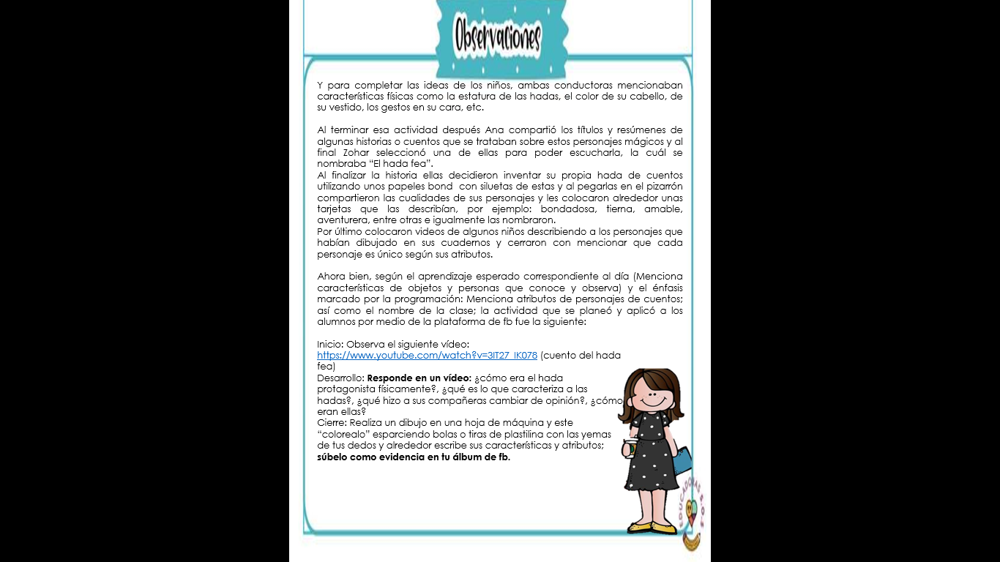 Observaciones
Y para completar las ideas de los niños, ambas conductoras mencionaban
características físicas como la estatura de las hadas, el color de su cabello, de
su vestido, los gestos en su cara, etc.
Al terminar esa actividad después Ana compartió los títulos y resúmenes de
algunas historias o cuentos que se trataban sobre estos personajes mágicos y al
final Zohar seleccionó una de ellas para poder escucharla, la cuál se
nombraba “El hada fea”.
Al finalizar la historia ellas decidieron inventar su propia hada de cuentos
utilizando unos papeles bond con siluetas de estas y al pegarlas en el pizarrón
compartieron las cualidades de sus personajes y les colocaron alrededor unas
tarjetas que las describían, por ejemplo: bondadosa, tierna, amable,
aventurera, entre otras e igualmente las nombraron.
Por último colocaron videos de algunos niños describiendo a los personajes que
habían dibujado en sus cuadernos y cerraron con mencionar que cada
personaje es único según sus atributos.
Ahora bien, según el aprendizaje esperado correspondiente al día (Menciona
características de objetos y personas que conoce y observa) y el énfasis
marcado por la programación: Menciona atributos de personajes de cuentos;
así como el nombre de la clase; la actividad que se planeó y aplicó a los
alumnos por medio de la plataforma de fb fue la siguiente:
Inicio: Observa el siguiente vídeo:
https://www.youtube.com/watch?v=3IT27_IK078 (cuento del hada
fea)
Desarrollo: Responde en un vídeo: ¿cómo era el hada
protagonista físicamente?, ¿qué es lo que caracteriza a las
hadas?, ¿qué hizo a sus compañeras cambiar de opinión?, ¿cómo
eran ellas?
Cierre: Realiza un dibujo en una hoja de máquina y este
“colorealo” esparciendo bolas o tiras de plastilina con las yemas
de tus dedos y alrededor escribe sus características y atributos;
súbelo como evidencia en tu álbum de fb.
EDUCADORAS S.O.S